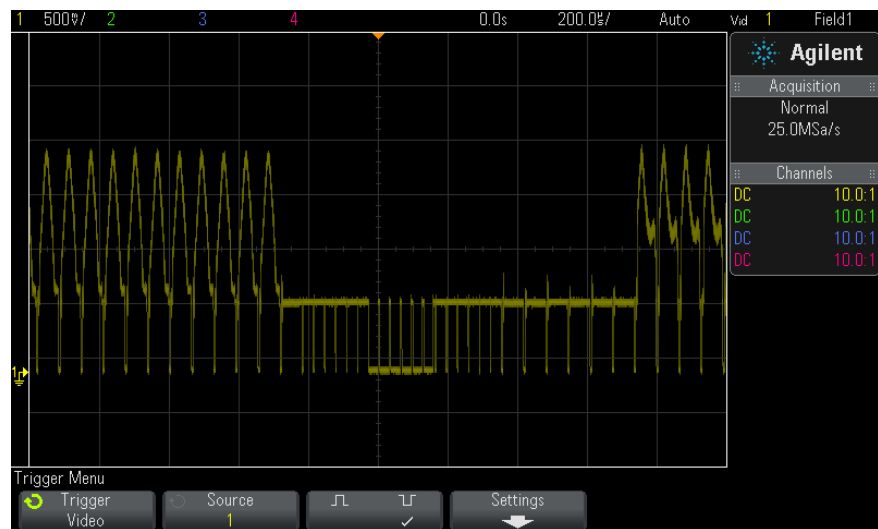 1 500℧/ 2 3 4 0.0s 200.0㎲/ Auto Vid 1 Field1
Agilent
Acquisition
Normal
25.0MSa/s
Channels
DC 10.0:1
DC 10.0:1
DC 10.0:1
DC 10.0:1
1
Trigger Menu
Trigger
Video
Source
1
Settings